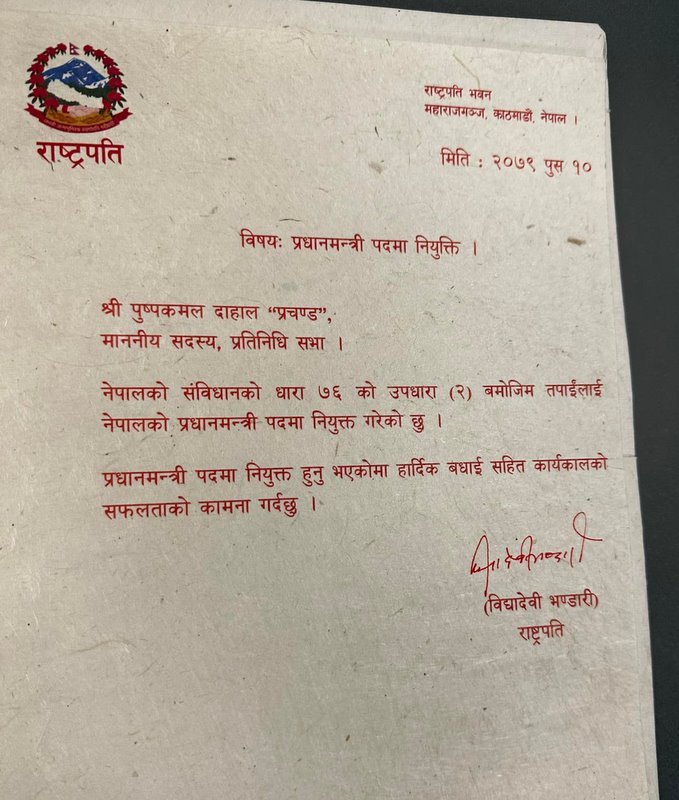 राष्ट्रपति
राष्ट्रपति भवन
महाराजगञ्ज, काठमाडौं, नेपाल ।
मिति : २०७९ पुस १०
विषयः प्रधानमन्त्री पदमा नियुक्ति ।
श्री पुष्पकमल दाहाल “प्रचण्ड”,
माननीय सदस्य, प्रतिनिधि सभा ।
नेपालको संविधानको धारा ७६ को उपधारा (२) बमोजिम तपाईंलाई
नेपालको प्रधानमन्त्री पदमा नियुक्त गरेको छु ।
प्रधानमन्त्री पदमा नियुक्त हुनु भएकोमा हार्दिक बधाई सहित कार्यकालको
सफलताको कामना गर्दछु ।
(विद्यादेवी भण्डारी)
राष्ट्रपति